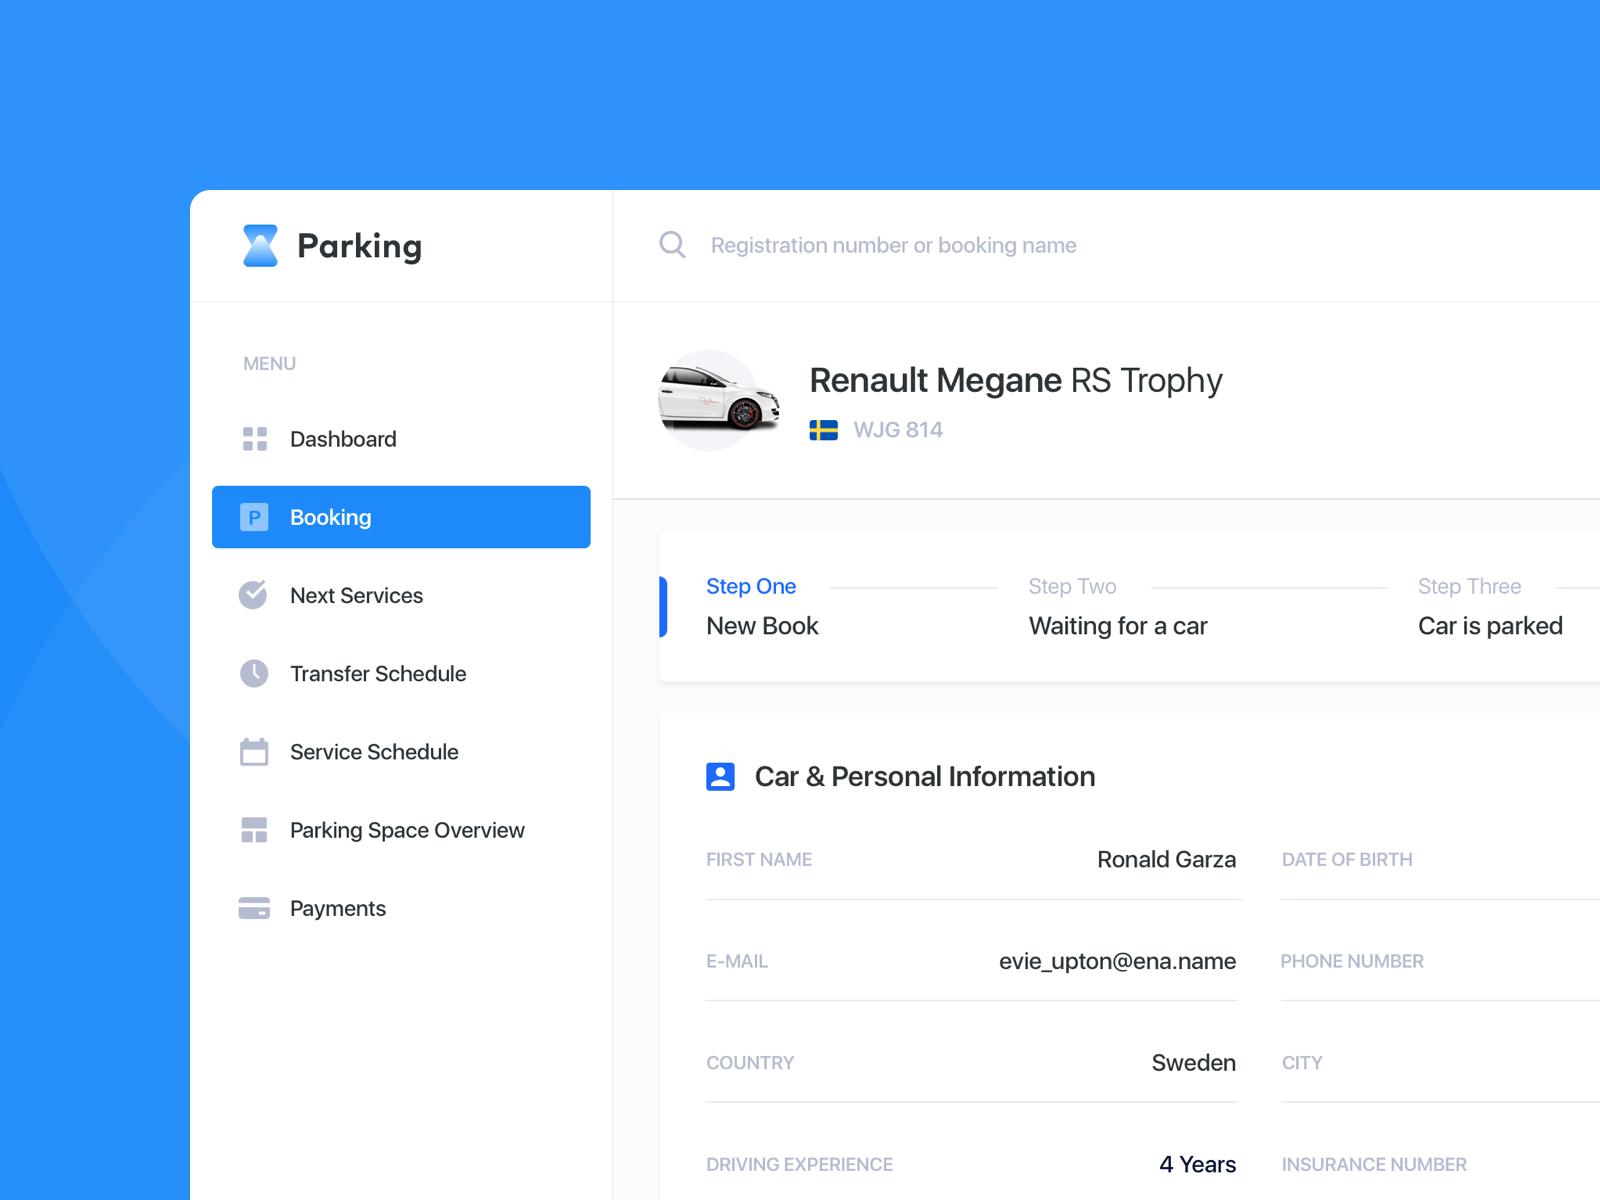 Parking
Registration number or booking name
MENU
Dashboard
P Booking
Next Services
Transfer Schedule
Service Schedule
Parking Space Overview
Payments
Renault Megane RS Trophy
WJG 814
Step One
New Book
Step Two
Waiting for a car
Step Three
Car is parked
Car & Personal Information
FIRST NAME Ronald Garza
DATE OF BIRTH
E-MAIL evie_upton@ena.name
PHONE NUMBER
COUNTRY Sweden
CITY
DRIVING EXPERIENCE 4 Years
INSURANCE NUMBER